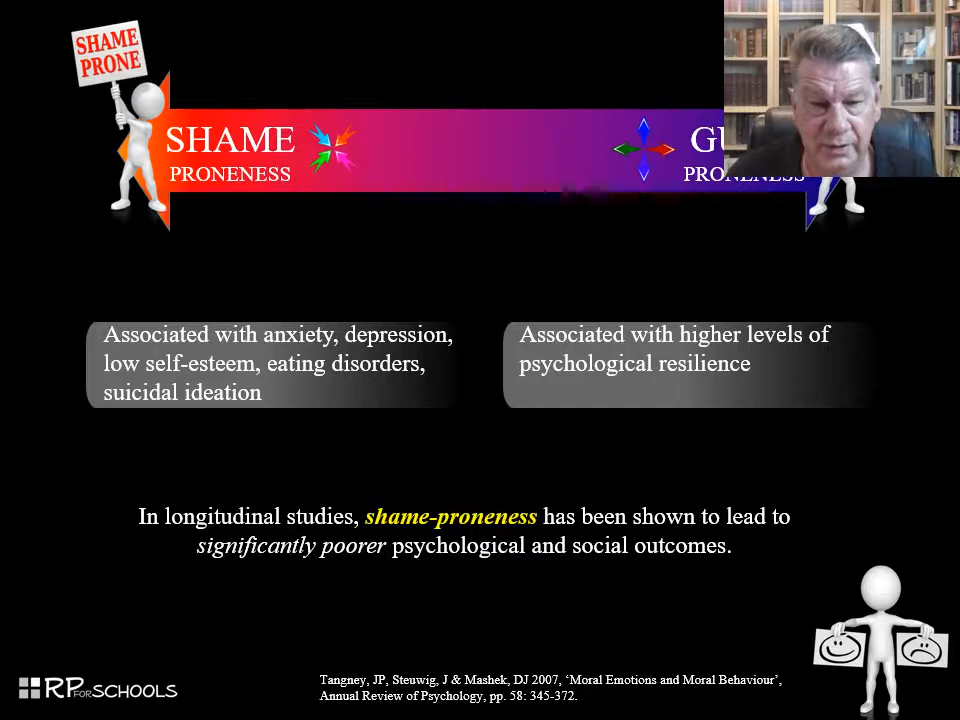 SHAME
PRONE
SHAME
PRONENESS
PRONENESS
Associated with anxiety, depression,
low self-esteem, eating disorders,
suicidal ideation
Associated with higher levels of
psychological resilience
In longitudinal studies, shame-proneness has been shown to lead to
significantly poorer psychological and social outcomes.
RP FOR SCHOOLS
Tangney, JP, Steuwig, J & Mashek, DJ 2007, ‘Moral Emotions and Moral Behaviour’,
Annual Review of Psychology, pp. 58: 345-372.